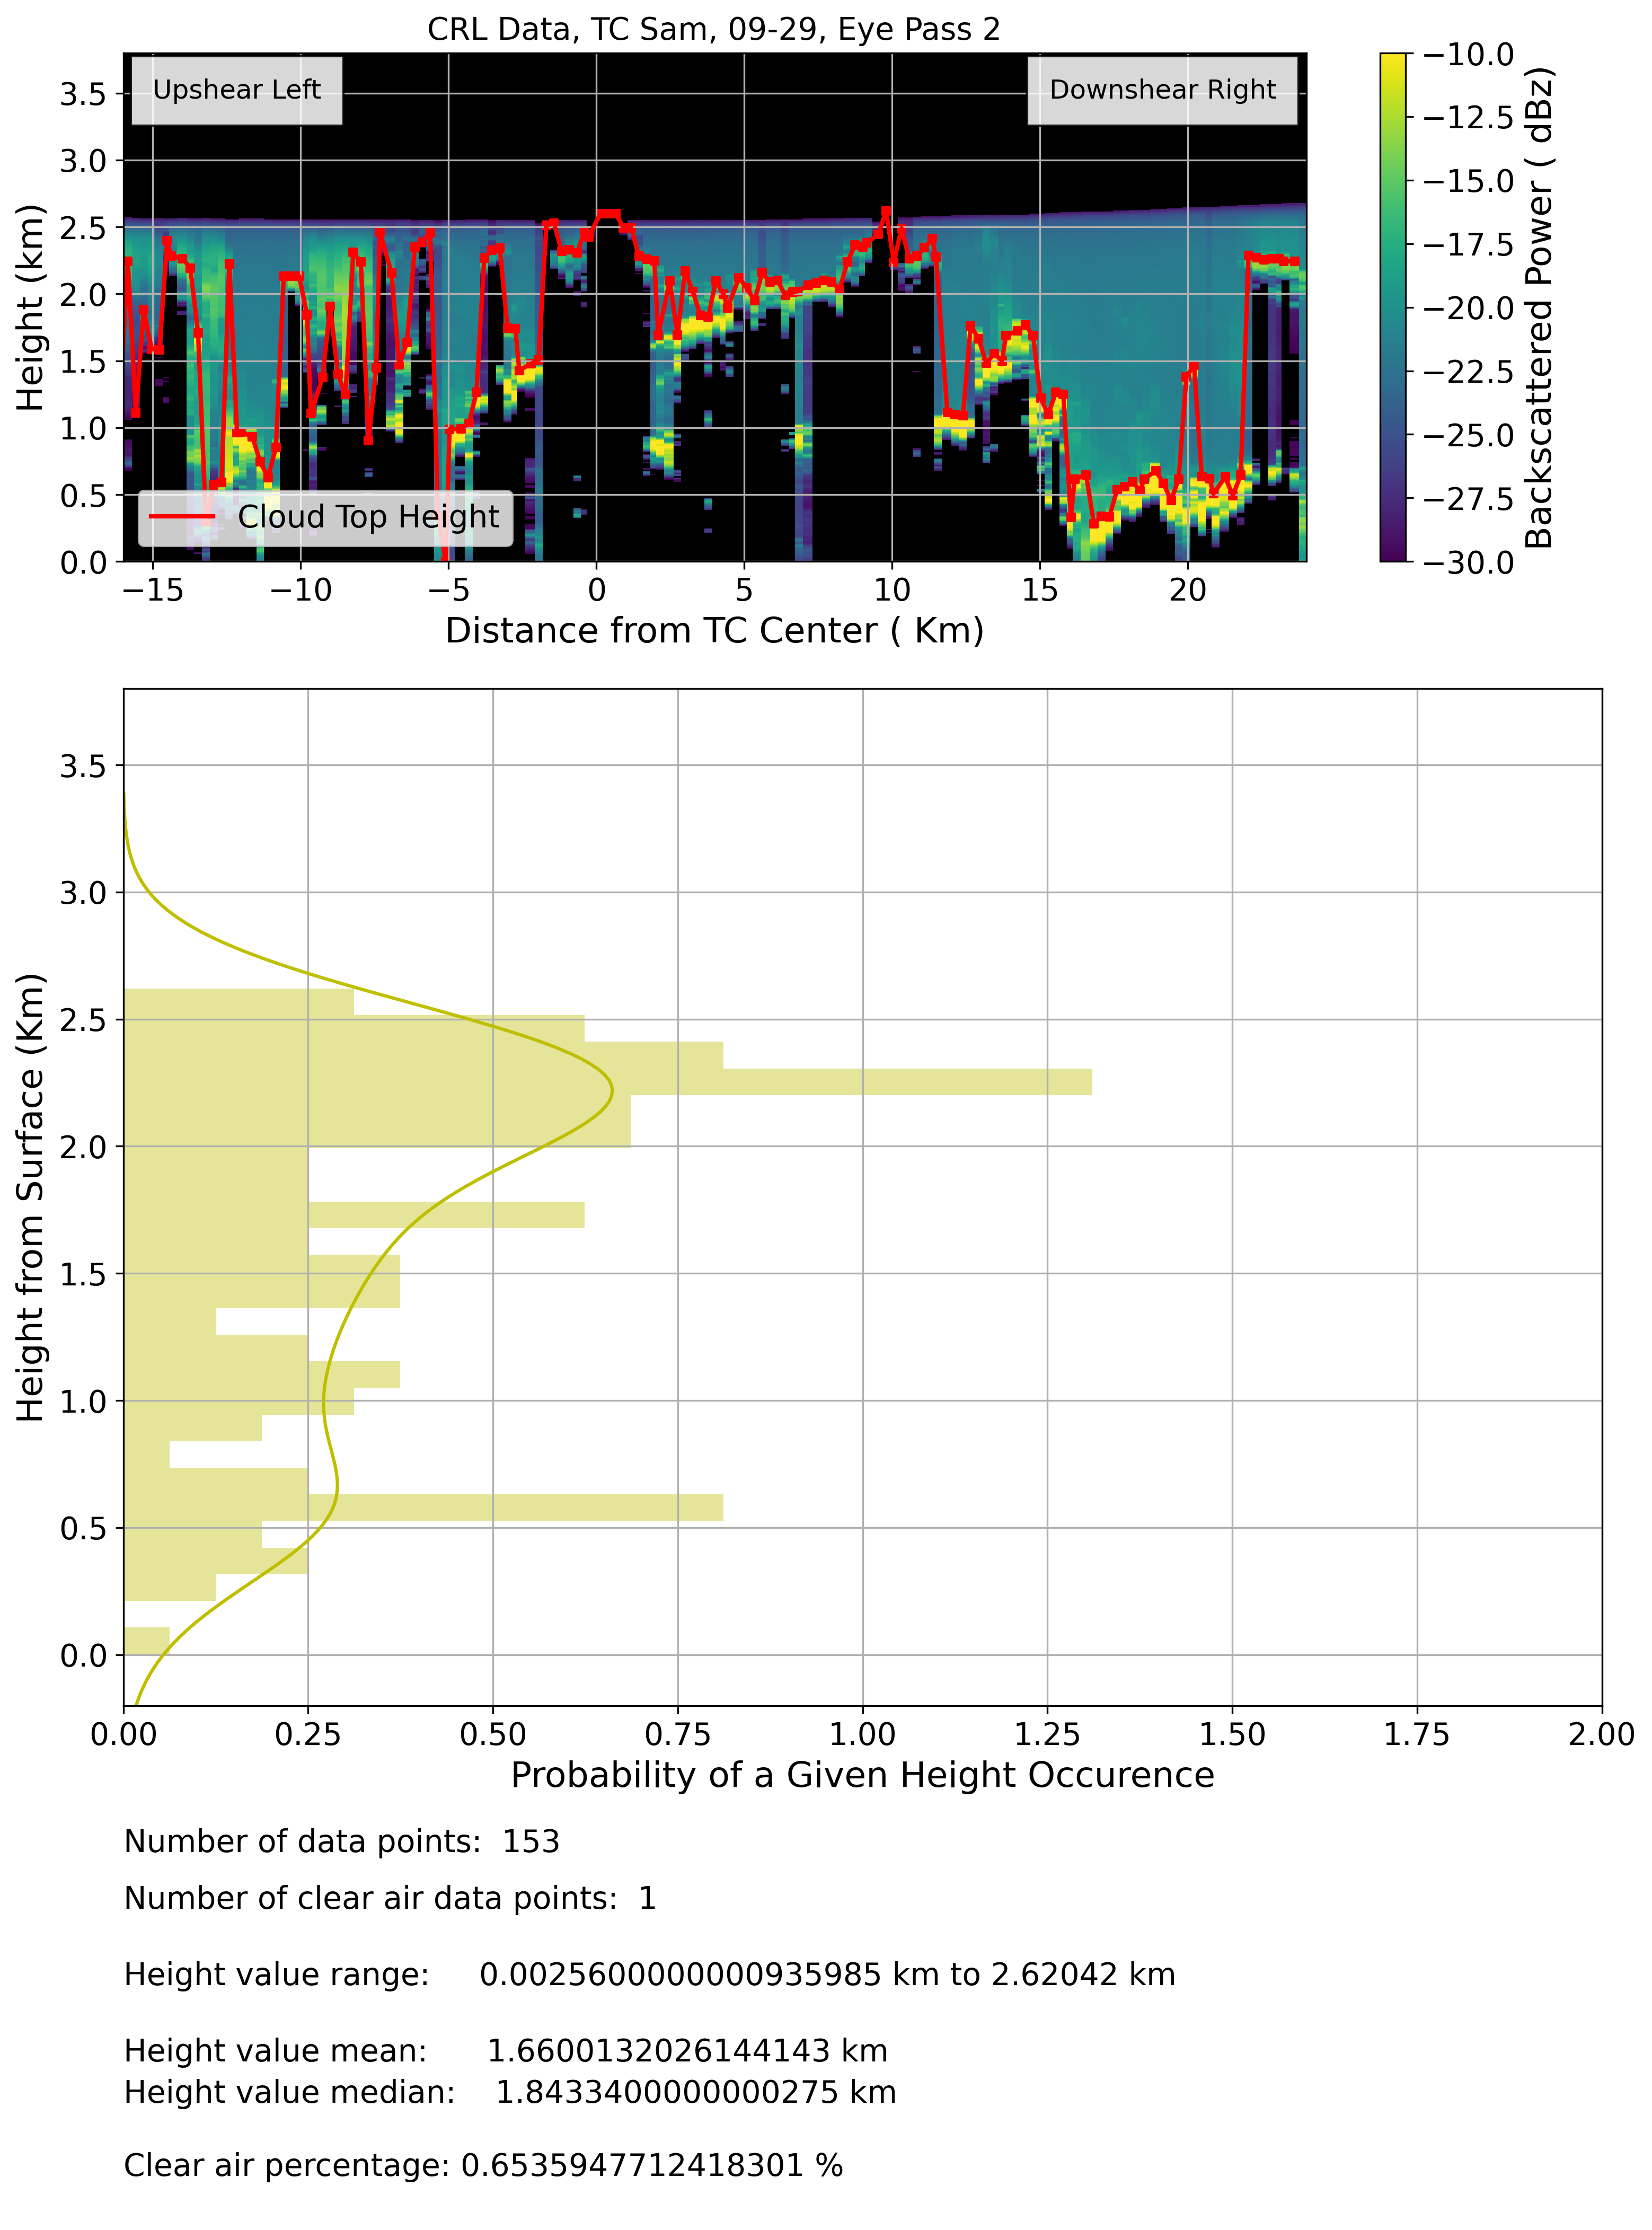 CRL Data, TC Sam, 09-29, Eye Pass 2
Upshear Left
Downshear Right
Height (km)
3.5
3.0
2.5
2.0
1.5
1.0
0.5
0.0
Cloud Top Height
−15
−10
−5
0
5
10
15
20
Distance from TC Center ( Km)
−10.0
−12.5
−15.0
−17.5
−20.0
−22.5
−25.0
−27.5
−30.0
Backscattered Power ( dBz)
Height from Surface (Km)
3.5
3.0
2.5
2.0
1.5
1.0
0.5
0.0
0.00
0.25
0.50
0.75
1.00
1.25
1.50
1.75
2.00
Probability of a Given Height Occurence
Number of data points:  153
Number of clear air data points:  1
Height value range:     0.0025600000000935985 km to 2.62042 km
Height value mean:      1.6600132026144143 km
Height value median:    1.8433400000000275 km
Clear air percentage: 0.6535947712418301 %